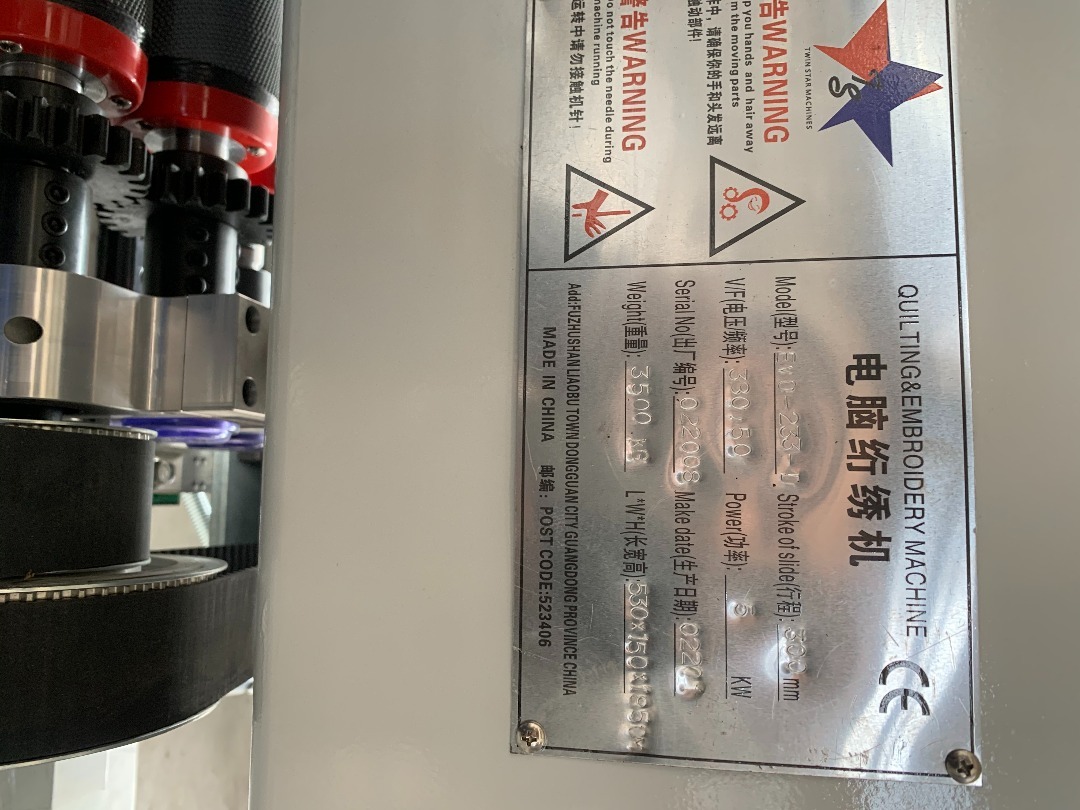 TWIN STAR MACHINES
警告WARNING
p you hands and hair away
m the moving parts
作中，请确保你的手和头发远离
触动部件!
警告WARNING
Do not touch the needle during
machine running
运转中请勿接触机针!
QUILTING&EMBROIDERY MACHINE
CE
电脑绗绣机
Model(型号): Stroke of slide(行程): 300 mm
V/F(电压/频率): 380/50 Power(功率): 5 KW
Serial No(出厂编号): 022008 Make date(生产日期):
Weight(重量): 3500 KG L*W*H(长宽高):
Add:FUZHUSHAN LIAOBU TOWN DONGGUAN CITY GUANGDONG PROVINCE CHINA
MADE IN CHINA 邮编: POST CODE:523406